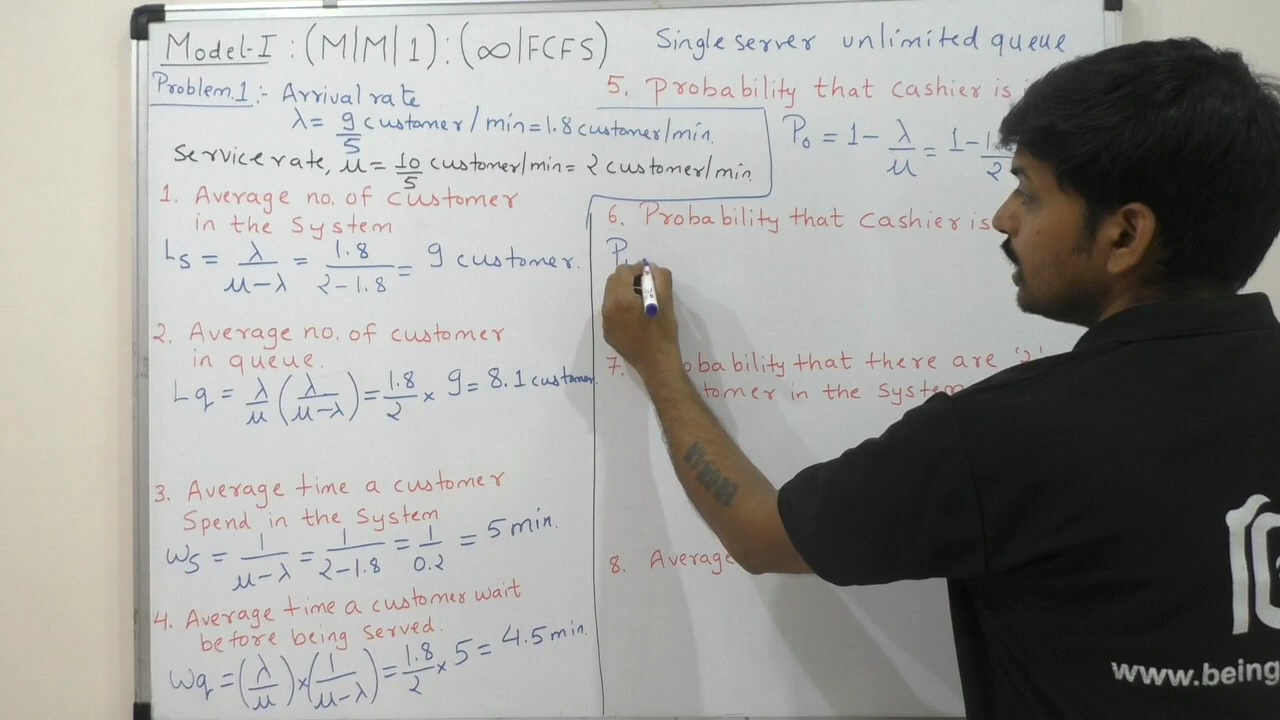 Model-I : (M|M|1) : (∞|FCFS) Single server unlimited queue
Problem.1 :- Arrival rate
λ = 9/5 customer/min = 1.8 customer/min.
Service rate, μ = 10/5 customer/min = 2 customer/min.
1. Average no. of customer
in the system
Ls = λ/(μ-λ) = 1.8/(2-1.8) = 9 customer.
2. Average no. of customer
in queue.
Lq = λ/μ (λ/(μ-λ)) = 1.8/2 × 9 = 8.1 customer.
3. Average time a customer
Spend in the system
Ws = 1/(μ-λ) = 1/(2-1.8) = 1/0.2 = 5 min.
4. Average time a customer wait
before being served.
Wq = (λ/μ) × (1/(μ-λ)) = 1.8/2 × 5 = 4.5 min.
5. Probability that cashier is
P₀ = 1 - λ/μ = 1-
6. Probability that cashier is
P
7. that there are
customer in the system
8. Average
www.being